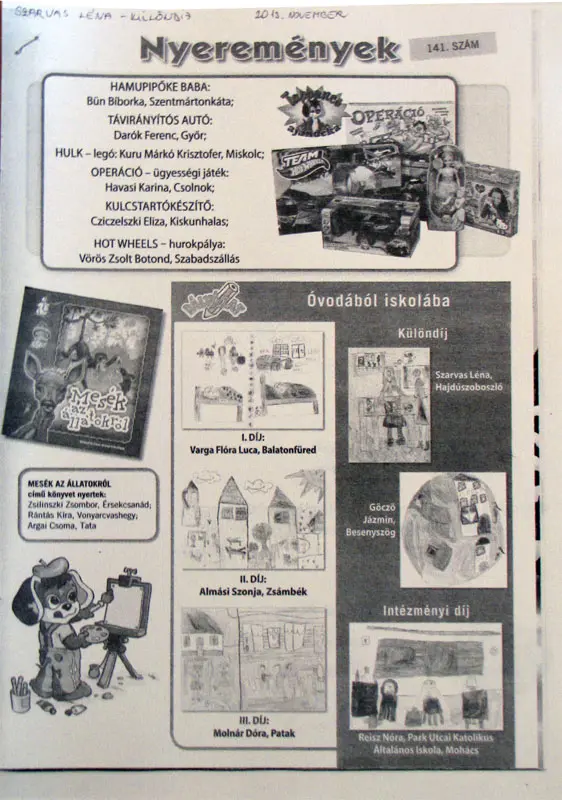 SZARVAS LÉNA - KÜLÖNDÍJ
NOVEMBER
Nyeremények
141. SZÁM
HAMUPIPŐKE BABA:
Bűn Bíborka, Szentmártonkáta;
TÁVIRÁNYÍTÓS AUTÓ:
Darók Ferenc, Győr;
HULK – legó: Kuru Márkó Krisztofer, Miskolc;
OPERÁCIÓ – ügyességi játék:
Havasi Karina, Csolnok;
KULCSTARTÓKÉSZÍTŐ:
Cziczelszki Eliza, Kiskunhalas;
HOT WHEELS – hurokpálya:
Vörös Zsolt Botond, Szabadszállás
ajándéka
OPERÁCIÓ
TEAM
Mesék
az
állatokról
MESÉK AZ ÁLLATOKRÓL
című könyvet nyertek:
Zsilinszki Zsombor, Érsekcsanád;
Rántás Kira, Vonyarcvashegy;
Argai Csoma, Tata
Óvodából iskolába
I. DÍJ:
Varga Flóra Luca, Balatonfüred
II. DÍJ:
Almási Szonja, Zsámbék
III. DÍJ:
Molnár Dóra, Patak
Különdíj
Szarvas Léna,
Hajdúszoboszló
Göczö
Jázmin,
Besenyszög
Intézményi díj
Reisz Nóra, Park Utcai Katolikus
Általános Iskola, Mohács